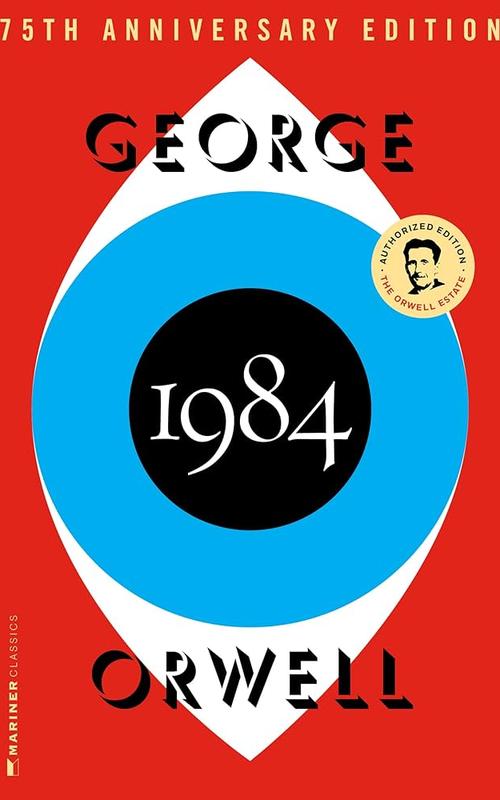 75TH ANNIVERSARY EDITION
GEORGE
AUTHORIZED EDITION
THE ORWELL ESTATE
1984
ORWELL
MARINER CLASSICS